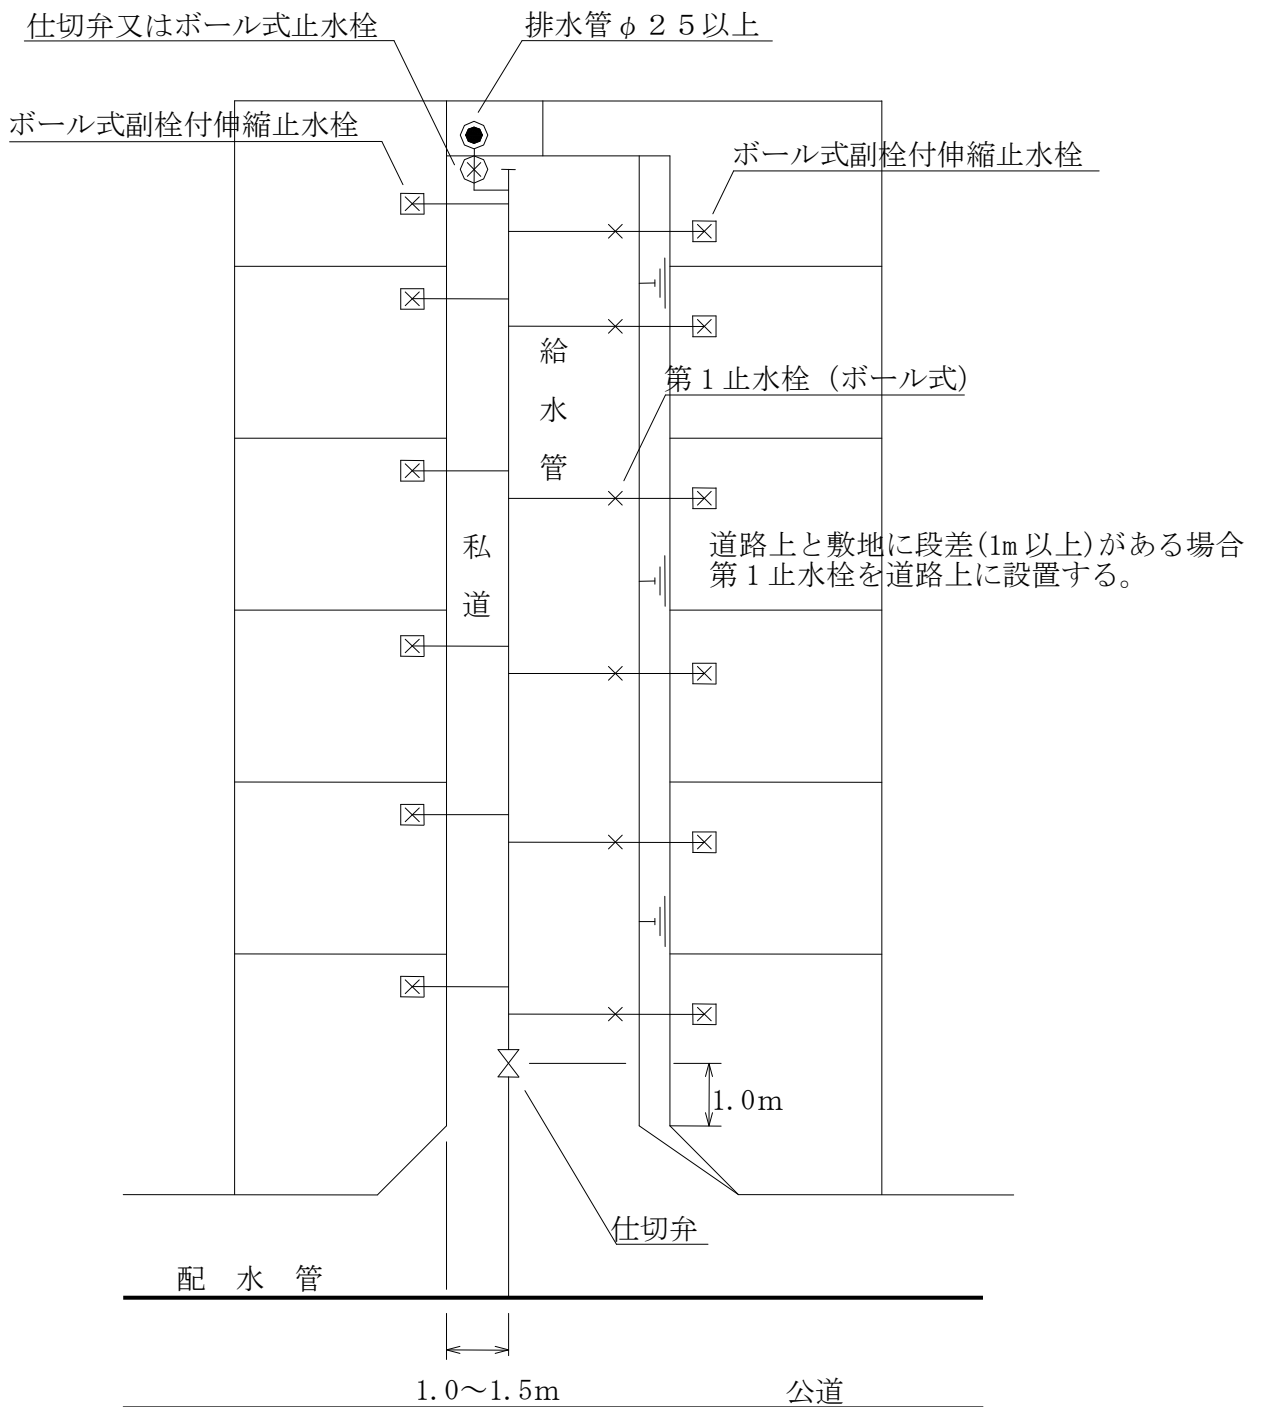 仕切弁又はボール式止水栓
排水管φ２５以上
ボール式副栓付伸縮止水栓
ボール式副栓付伸縮止水栓
給水管
第１止水栓（ボール式）
私道
道路上と敷地に段差(1m以上)がある場合
第１止水栓を道路上に設置する。
1.0m
仕切弁
配水管
1.0～1.5m
公道